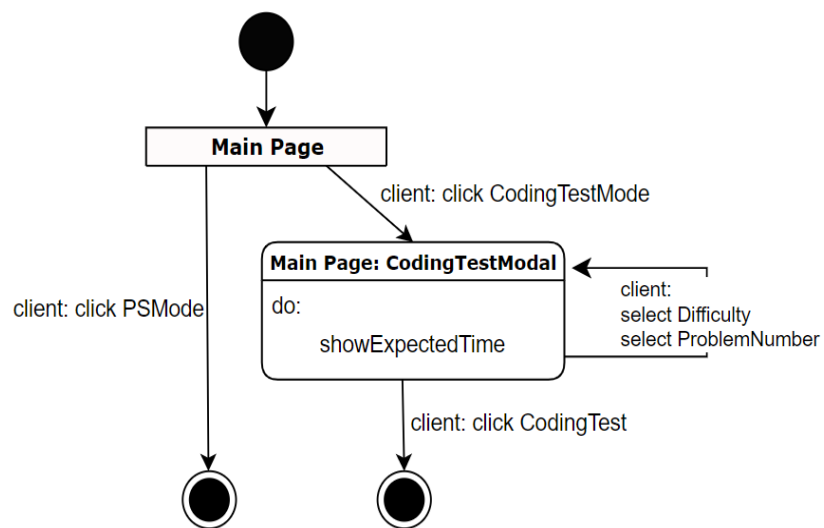 Main Page
client: click CodingTestMode
Main Page: CodingTestModal
do:
showExpectedTime
client:
select Difficulty
select ProblemNumber
client: click PSMode
client: click CodingTest